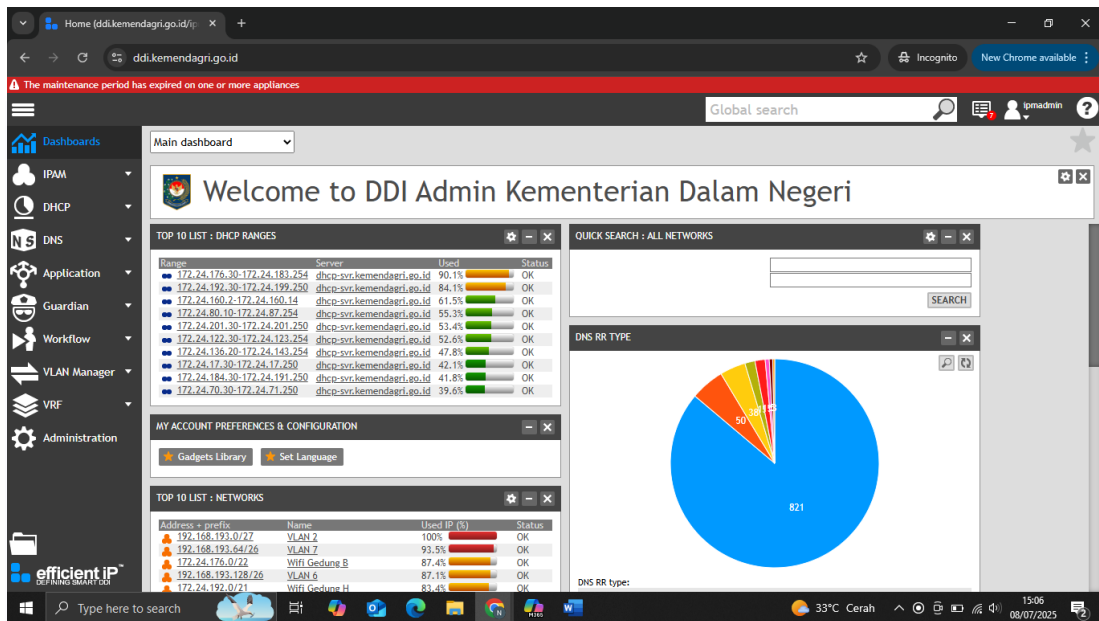 Home (ddi.kemendagri.go.id/ip
ddi.kemendagri.go.id
Incognito
New Chrome available
The maintenance period has expired on one or more appliances
Global search
7
ipmadmin
?
Dashboards
IPAM
DHCP
NS DNS
Application
Guardian
Workflow
VLAN Manager
VRF
Administration
efficient iP™
DEFINING SMART DDI
Main dashboard
Welcome to DDI Admin Kementerian Dalam Negeri
TOP 10 LIST : DHCP RANGES
Range Server Used Status
172.24.176.30-172.24.183.254 dhcp-svr.kemendagri.go.id 90.1% OK
172.24.192.30-172.24.199.250 dhcp-svr.kemendagri.go.id 84.1% OK
172.24.160.2-172.24.160.14 dhcp-svr.kemendagri.go.id 61.5% OK
172.24.80.10-172.24.87.254 dhcp-svr.kemendagri.go.id 55.3% OK
172.24.201.30-172.24.201.250 dhcp-svr.kemendagri.go.id 53.4% OK
172.24.122.30-172.24.123.254 dhcp-svr.kemendagri.go.id 52.6% OK
172.24.136.20-172.24.143.254 dhcp-svr.kemendagri.go.id 47.8% OK
172.24.17.30-172.24.17.250 dhcp-svr.kemendagri.go.id 42.1% OK
172.24.184.30-172.24.191.250 dhcp-svr.kemendagri.go.id 41.8% OK
172.24.70.30-172.24.71.250 dhcp-svr.kemendagri.go.id 39.6% OK
MY ACCOUNT PREFERENCES & CONFIGURATION
Gadgets Library
Set Language
TOP 10 LIST : NETWORKS
Address + prefix Name Used IP (%) Status
192.168.193.0/27 VLAN 2 100% OK
192.168.193.64/26 VLAN 7 93.5% OK
172.24.176.0/22 Wifi Gedung B 87.4% OK
192.168.193.128/26 VLAN 6 87.1% OK
172.24.192.0/21 Wifi Gedung H 83.4% OK
QUICK SEARCH : ALL NETWORKS
SEARCH
DNS RR TYPE
50
38
821
DNS RR type:
Type here to search
M365
33°C Cerah
15:06
08/07/2025
2